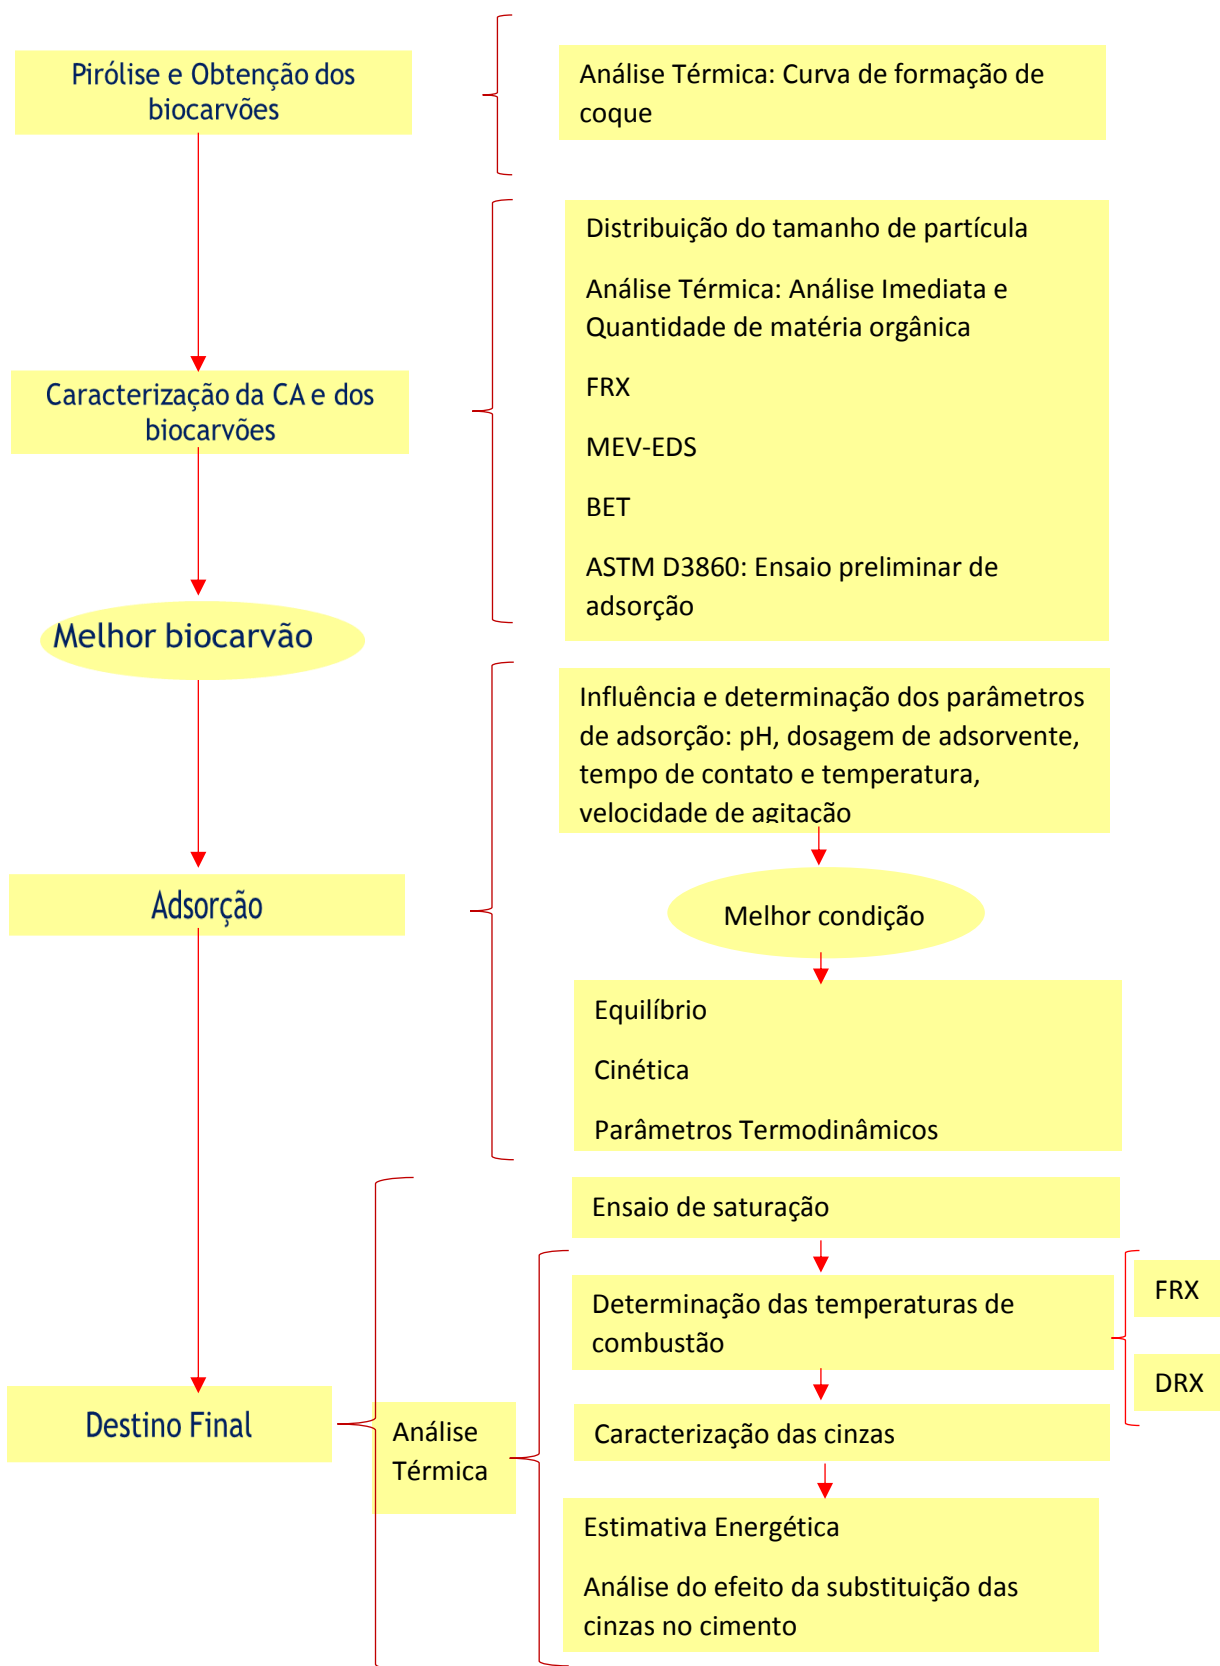 Pirólise e Obtenção dos
biocarvões
Análise Térmica: Curva de formação de
coque
Distribuição do tamanho de partícula
Análise Térmica: Análise Imediata e
Quantidade de matéria orgânica
FRX
MEV-EDS
BET
ASTM D3860: Ensaio preliminar de
adsorção
Caracterização da CA e dos
biocarvões
Melhor biocarvão
Influência e determinação dos parâmetros
de adsorção: pH, dosagem de adsorvente,
tempo de contato e temperatura,
velocidade de agitação
Adsorção
Melhor condição
Equilíbrio
Cinética
Parâmetros Termodinâmicos
Destino Final
Ensaio de saturação
Análise
Térmica
Determinação das temperaturas de
combustão
FRX
DRX
Caracterização das cinzas
Estimativa Energética
Análise do efeito da substituição das
cinzas no cimento